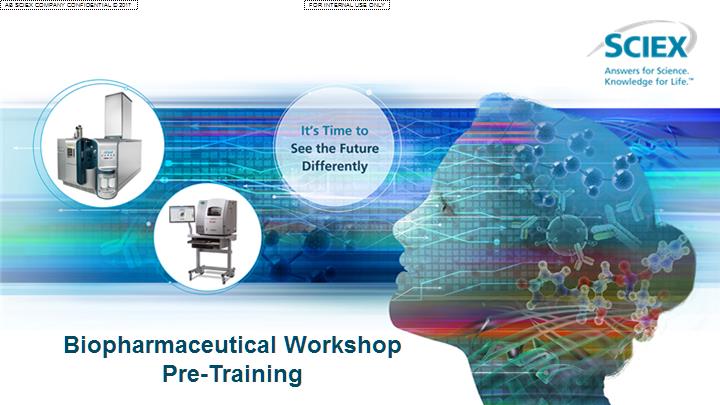 AB SCIEX COMPANY CONFIDENTIAL © 2017
FOR INTERNAL USE ONLY
SCIEX
Answers for Science.
Knowledge for Life.™
It's Time to
See the Future
Differently
Biopharmaceutical Workshop
Pre-Training